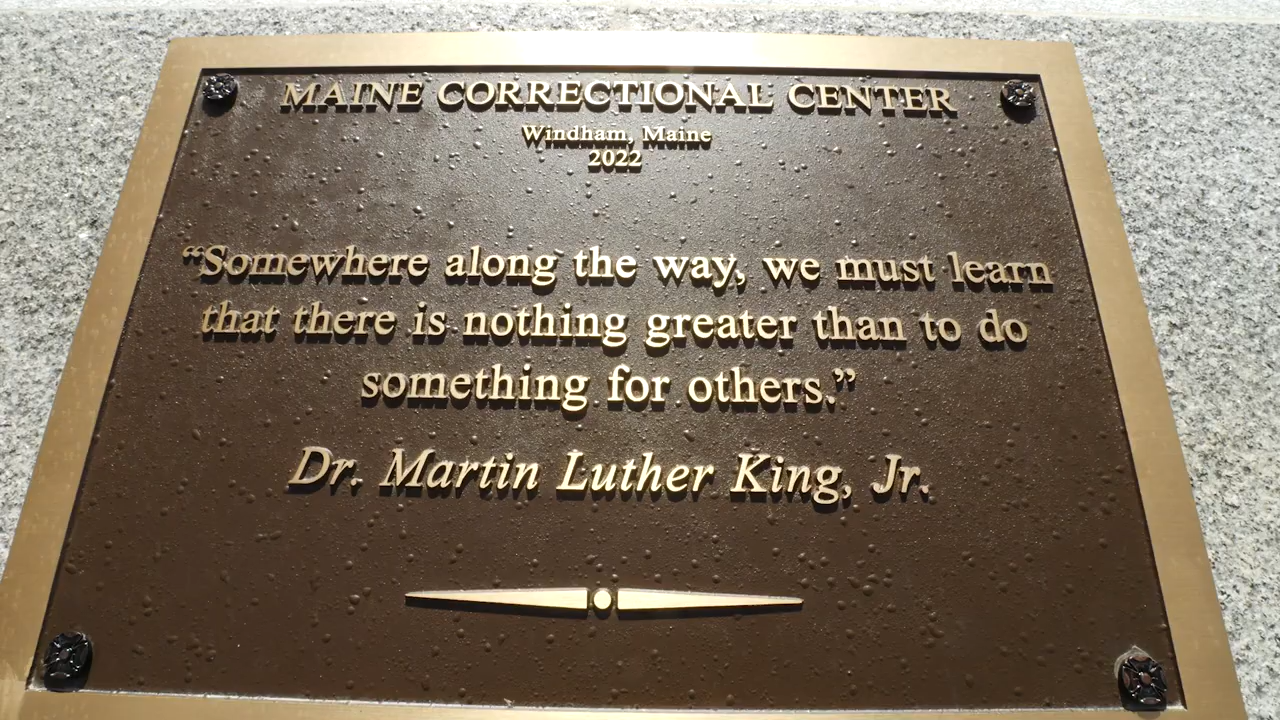 MAINE CORRECTIONAL CENTER
Windham, Maine
2022
“Somewhere along the way, we must learn
that there is nothing greater than to do
something for others.”
Dr. Martin Luther King, Jr.